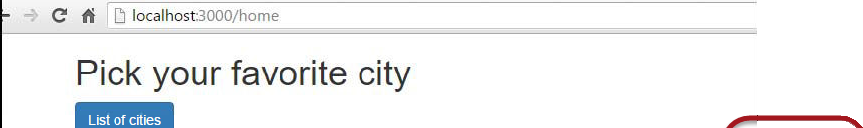 localhost:3000/home
Pick your favorite city
List of cities